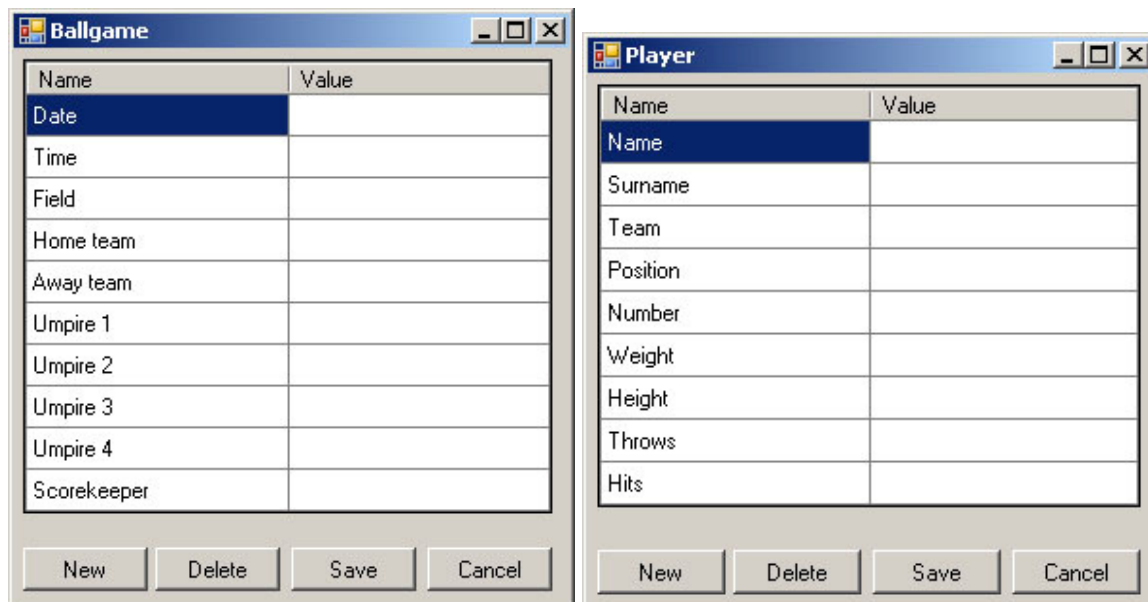 Ballgame
Name Value
Date
Time
Field
Home team
Away team
Umpire 1
Umpire 2
Umpire 3
Umpire 4
Scorekeeper
New Delete Save Cancel
Player
Name Value
Name
Surname
Team
Position
Number
Weight
Height
Throws
Hits
New Delete Save Cancel